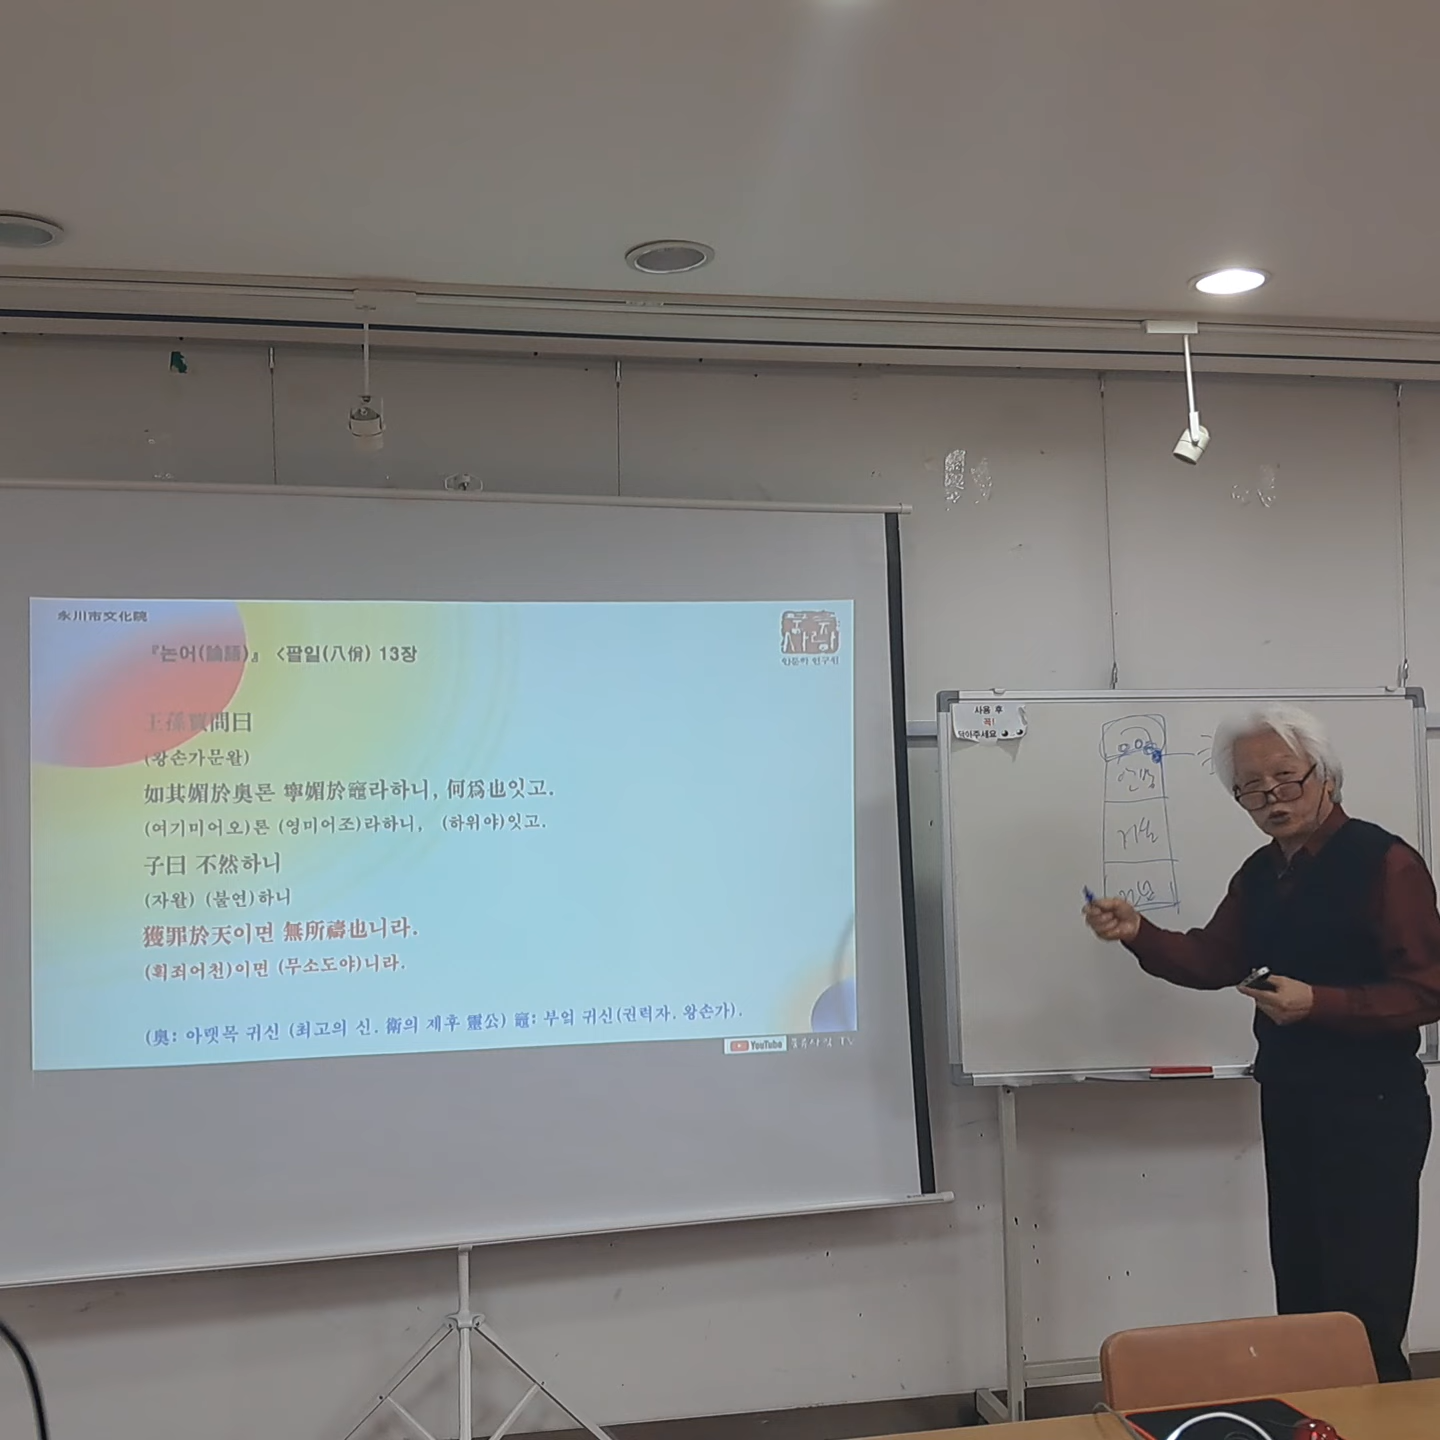 永川市文化院
『논어(論語)』 <팔일(八佾) 13장
王孫賈問曰
(왕손가문왈)
如其媚於奧론 寧媚於竈라하니, 何爲也잇고.
(여기미어오)론 (영미어조)라하니, (하위야)잇고.
子曰 不然하니
(자왈) (불연)하니
獲罪於天이면 無所禱也니라.
(획죄어천)이면 (무소도야)니라.
(奧: 아랫목 귀신 (최고의 신. 衛의 제후 靈公) 竈: 부엌 귀신(권력자. 왕손가).
YouTube
사용 후
꼭!
닦아주세요